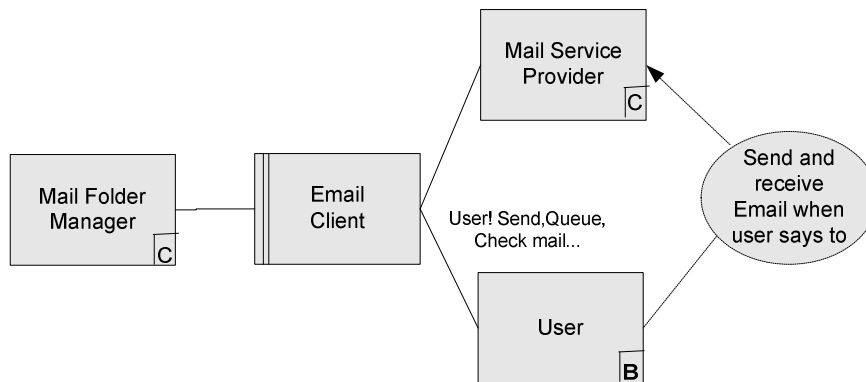 Mail Service
Provider
C
Mail Folder
Manager
C
Email
Client
User! Send,Queue,
Check mail...
User
B
Send and
receive
Email when
user says to